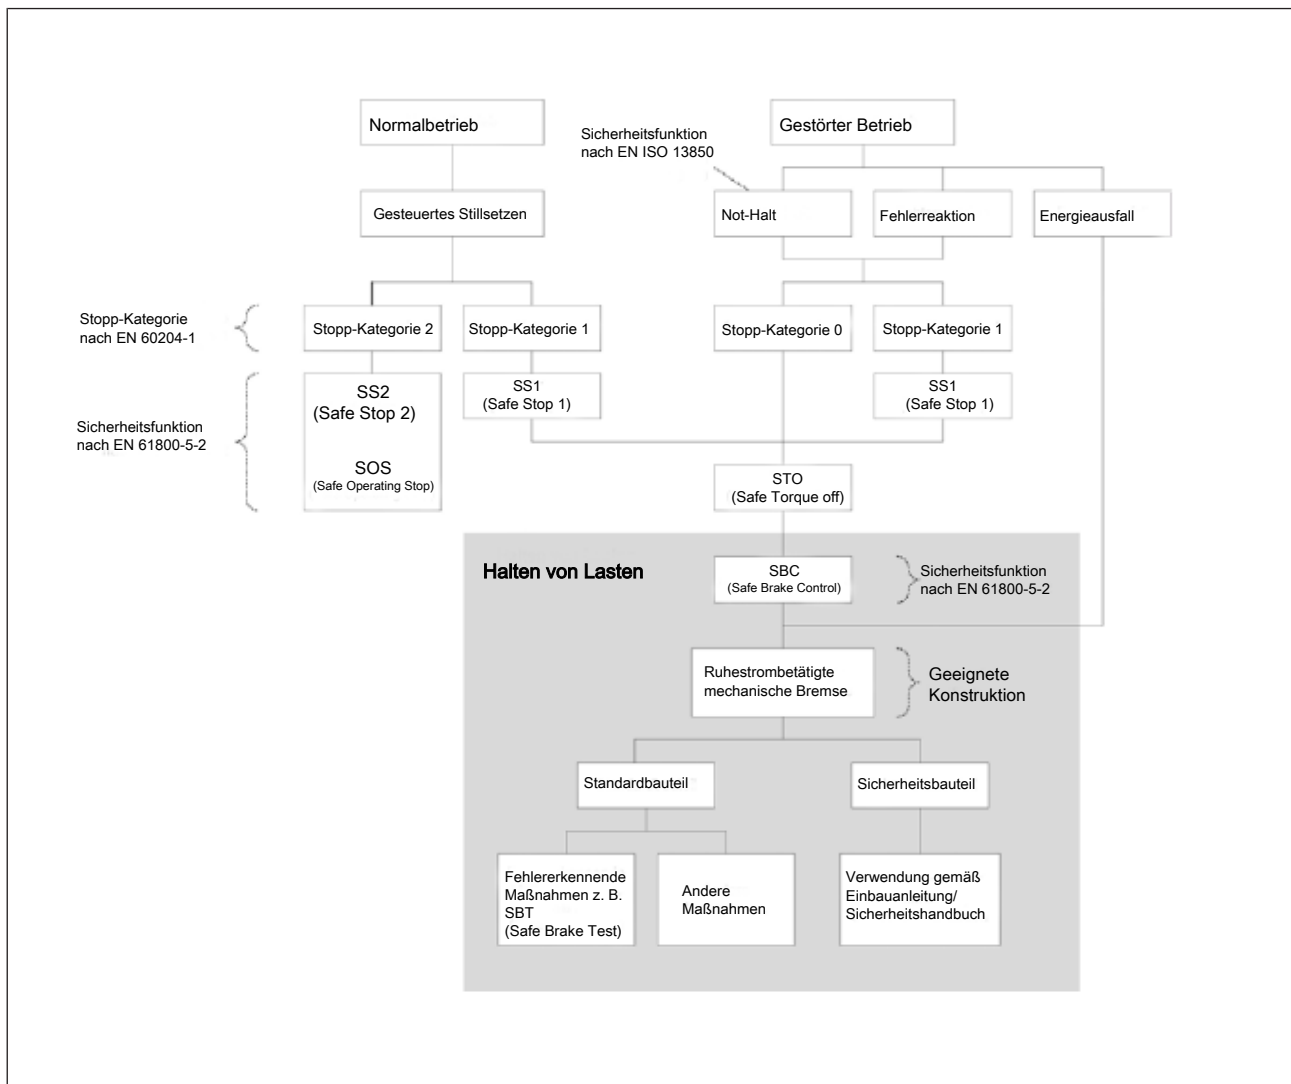 Normalbetrieb
Gestörter Betrieb
Sicherheitsfunktion
nach EN ISO 13850
Gesteuertes Stillsetzen
Not-Halt
Fehlerreaktion
Energieausfall
Stopp-Kategorie
nach EN 60204-1
Stopp-Kategorie 2
Stopp-Kategorie 1
Stopp-Kategorie 0
Stopp-Kategorie 1
Sicherheitsfunktion
nach EN 61800-5-2
SS2
(Safe Stop 2)
SOS
(Safe Operating Stop)
SS1
(Safe Stop 1)
SS1
(Safe Stop 1)
STO
(Safe Torque off)
Halten von Lasten
SBC
(Safe Brake Control)
Sicherheitsfunktion
nach EN 61800-5-2
Ruhestrombetätigte
mechanische Bremse
Geeignete
Konstruktion
Standardbauteil
Sicherheitsbauteil
Fehlererkennende
Maßnahmen z. B.
SBT
(Safe Brake Test)
Andere
Maßnahmen
Verwendung gemäß
Einbauanleitung/
Sicherheitshandbuch